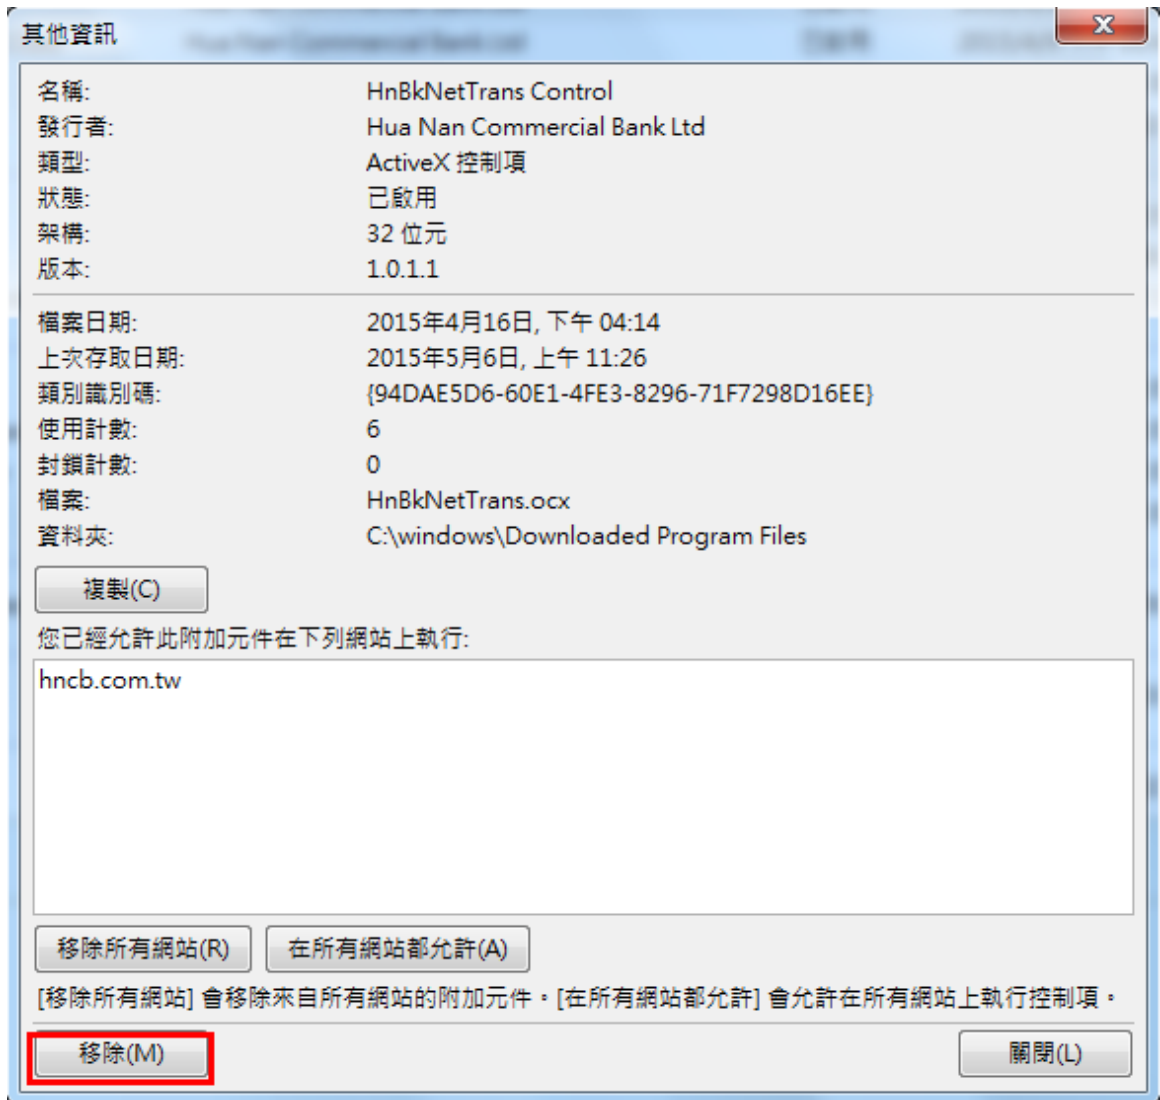 其他資訊
名稱: HnBkNetTrans Control
發行者: Hua Nan Commercial Bank Ltd
類型: ActiveX 控制項
狀態: 已啟用
架構: 32 位元
版本: 1.0.1.1
檔案日期: 2015年4月16日, 下午 04:14
上次存取日期: 2015年5月6日, 上午 11:26
類別識別碼: {94DAE5D6-60E1-4FE3-8296-71F7298D16EE}
使用計數: 6
封鎖計數: 0
檔案: HnBkNetTrans.ocx
資料夾: C:\windows\Downloaded Program Files
複製(C)
您已經允許此附加元件在下列網站上執行:
hncb.com.tw
移除所有網站(R) 在所有網站都允許(A)
[移除所有網站] 會移除來自所有網站的附加元件。[在所有網站都允許] 會允許在所有網站上執行控制項。
移除(M) 關閉(L)